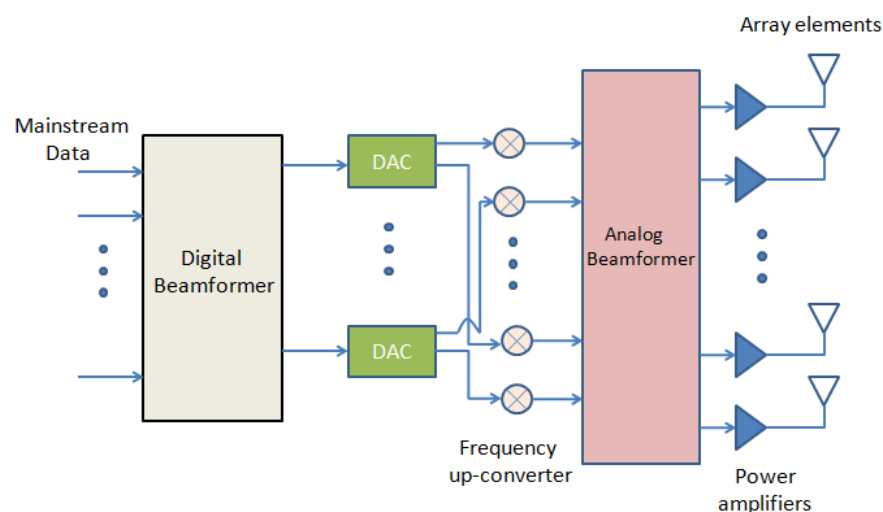 Array elements
Mainstream
Data
DAC
Digital
Beamformer
Analog
Beamformer
DAC
Frequency
up-converter
Power
amplifiers